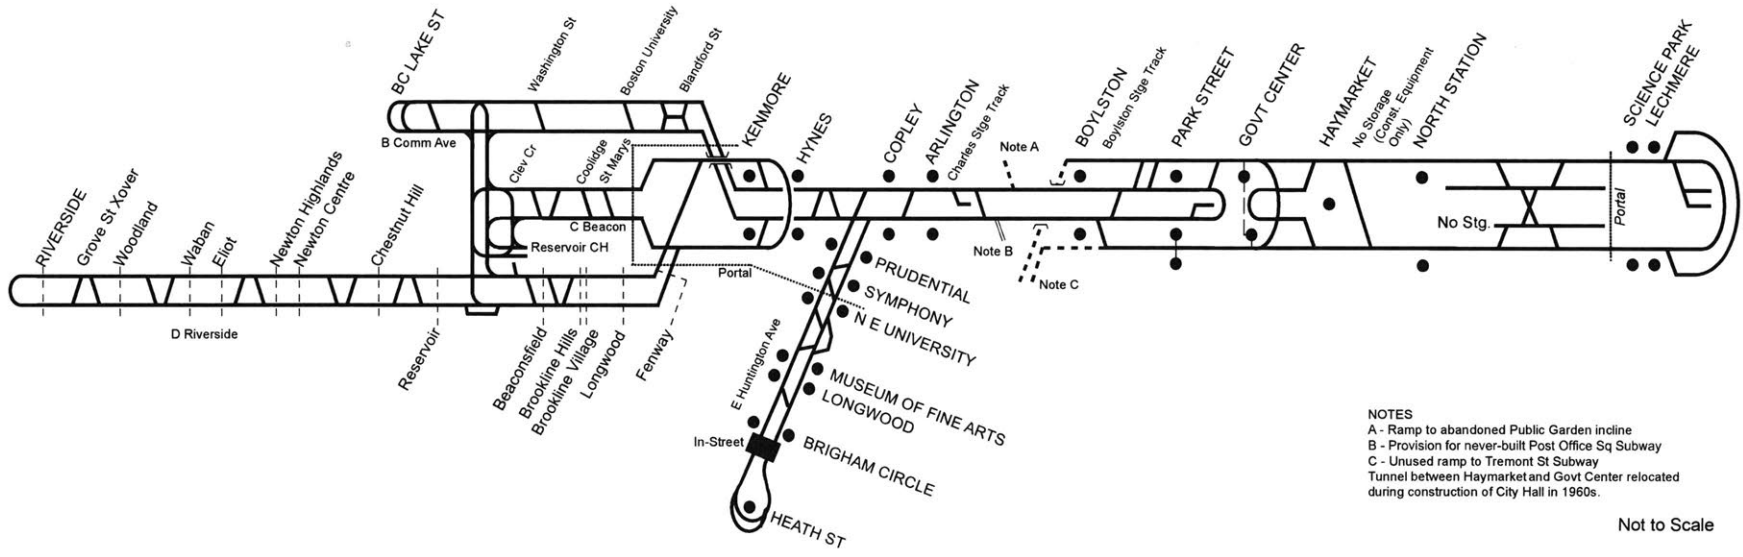 BC LAKE ST
Washington St
Boston University
Blandford St
KENMORE
HYNES
COPLEY
ARLINGTON
Charles Stge Track
Note A
BOYLSTON
Boylston Stge Track
PARK STREET
GOVT CENTER
HAYMARKET
No Storage
(Const. Equipment
Only)
NORTH STATION
SCIENCE PARK
LECHMERE
B Comm Ave
Clev Cr
Coolidge
St Marys
C Beacon
Reservoir CH
Portal
Note B
Note C
No Stg.
Portal
RIVERSIDE
Grove St Xover
Woodland
Waban
Eliot
Newton Highlands
Newton Centre
Chestnut Hill
D Riverside
Reservoir
Beaconsfield
Brookline Hills
Brookline Village
Longwood
Fenway
PRUDENTIAL
SYMPHONY
N E UNIVERSITY
E Huntington Ave
MUSEUM OF FINE ARTS
LONGWOOD
In-Street
BRIGHAM CIRCLE
HEATH ST
NOTES
A - Ramp to abandoned Public Garden incline
B - Provision for never-built Post Office Sq Subway
C - Unused ramp to Tremont St Subway
Tunnel between Haymarket and Govt Center relocated
during construction of City Hall in 1960s.
Not to Scale